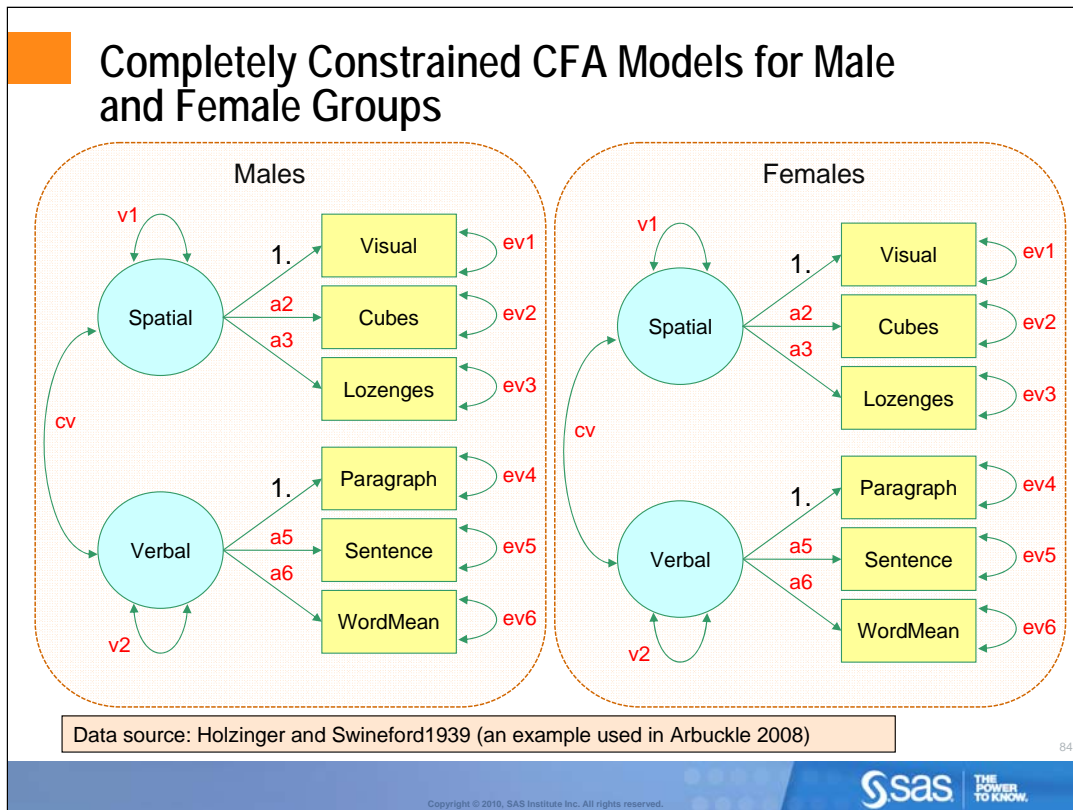 Completely Constrained CFA Models for Male
and Female Groups
Males
v1
Spatial
1.
a2
a3
Visual
Cubes
Lozenges
ev1
ev2
ev3
cv
Verbal
v2
1.
a5
a6
Paragraph
Sentence
WordMean
ev4
ev5
ev6
Females
v1
Spatial
1.
a2
a3
Visual
Cubes
Lozenges
ev1
ev2
ev3
cv
Verbal
v2
1.
a5
a6
Paragraph
Sentence
WordMean
ev4
ev5
ev6
Data source: Holzinger and Swineford1939 (an example used in Arbuckle 2008)
84
Copyright © 2010, SAS Institute Inc. All rights reserved.
sas
THE
POWER
TO KNOW.